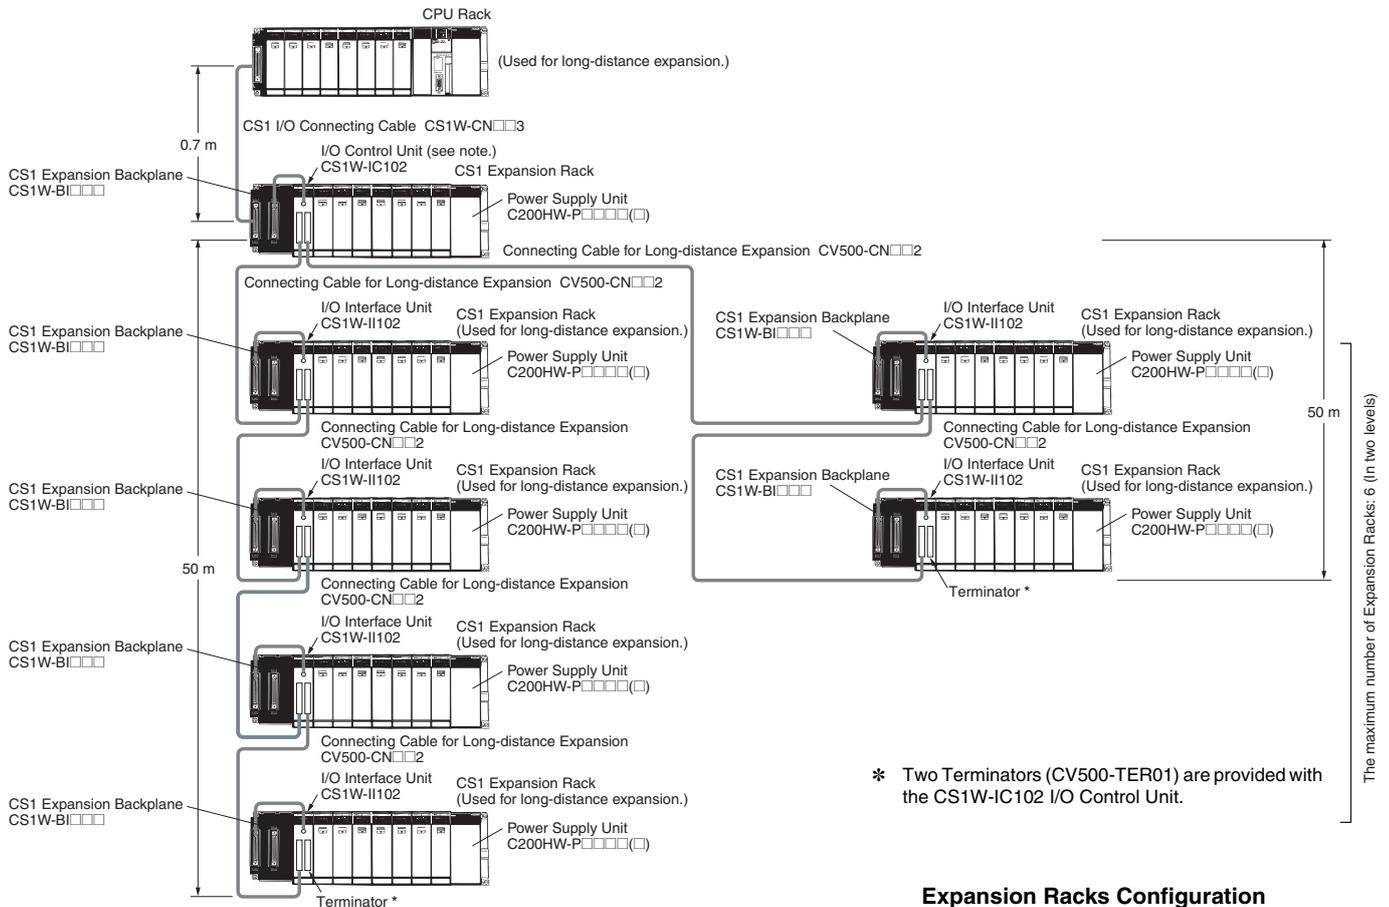 CPU Rack
(Used for long-distance expansion.)
CS1 I/O Connecting Cable CS1W-CN□□3
0.7 m
I/O Control Unit (see note.)
CS1W-IC102
CS1 Expansion Rack
CS1 Expansion Backplane
CS1W-BI□□□
Power Supply Unit
C200HW-P□□□□(□)
Connecting Cable for Long-distance Expansion CV500-CN□□2
Connecting Cable for Long-distance Expansion CV500-CN□□2
I/O Interface Unit
CS1W-II102
CS1 Expansion Rack
(Used for long-distance expansion.)
CS1 Expansion Backplane
CS1W-BI□□□
Power Supply Unit
C200HW-P□□□□(□)
CS1 Expansion Backplane
CS1W-BI□□□
I/O Interface Unit
CS1W-II102
CS1 Expansion Rack
(Used for long-distance expansion.)
Power Supply Unit
C200HW-P□□□□(□)
50 m
Connecting Cable for Long-distance Expansion
CV500-CN□□2
Connecting Cable for Long-distance Expansion
CV500-CN□□2
I/O Interface Unit
CS1W-II102
CS1 Expansion Rack
(Used for long-distance expansion.)
CS1 Expansion Backplane
CS1W-BI□□□
Power Supply Unit
C200HW-P□□□□(□)
CS1 Expansion Backplane
CS1W-BI□□□
I/O Interface Unit
CS1W-II102
CS1 Expansion Rack
(Used for long-distance expansion.)
Power Supply Unit
C200HW-P□□□□(□)
Terminator *
The maximum number of Expansion Racks: 6 (In two levels)
50 m
Connecting Cable for Long-distance Expansion
CV500-CN□□2
I/O Interface Unit
CS1W-II102
CS1 Expansion Rack
(Used for long-distance expansion.)
CS1 Expansion Backplane
CS1W-BI□□□
Power Supply Unit
C200HW-P□□□□(□)
Connecting Cable for Long-distance Expansion
CV500-CN□□2
I/O Interface Unit
CS1W-II102
CS1 Expansion Rack
(Used for long-distance expansion.)
CS1 Expansion Backplane
CS1W-BI□□□
Power Supply Unit
C200HW-P□□□□(□)
Terminator *
* Two Terminators (CV500-TER01) are provided with
the CS1W-IC102 I/O Control Unit.
Expansion Racks Configuration